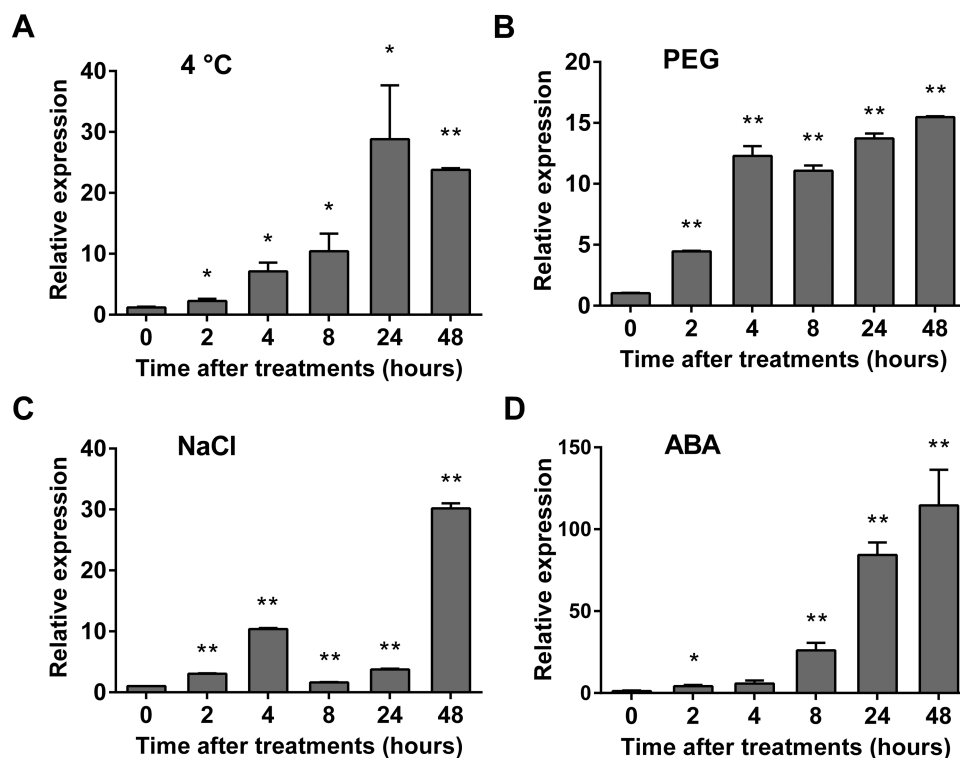 A
4 °C
Relative expression
40
30
20
10
0
* * * * **
0 2 4 8 24 48
Time after treatments (hours)
B
PEG
Relative expression
20
15
10
5
0
** ** ** ** **
0 2 4 8 24 48
Time after treatments (hours)
C
NaCl
Relative expression
40
30
20
10
0
** ** ** ** **
0 2 4 8 24 48
Time after treatments (hours)
D
ABA
Relative expression
150
100
50
0
* ** ** **
0 2 4 8 24 48
Time after treatments (hours)